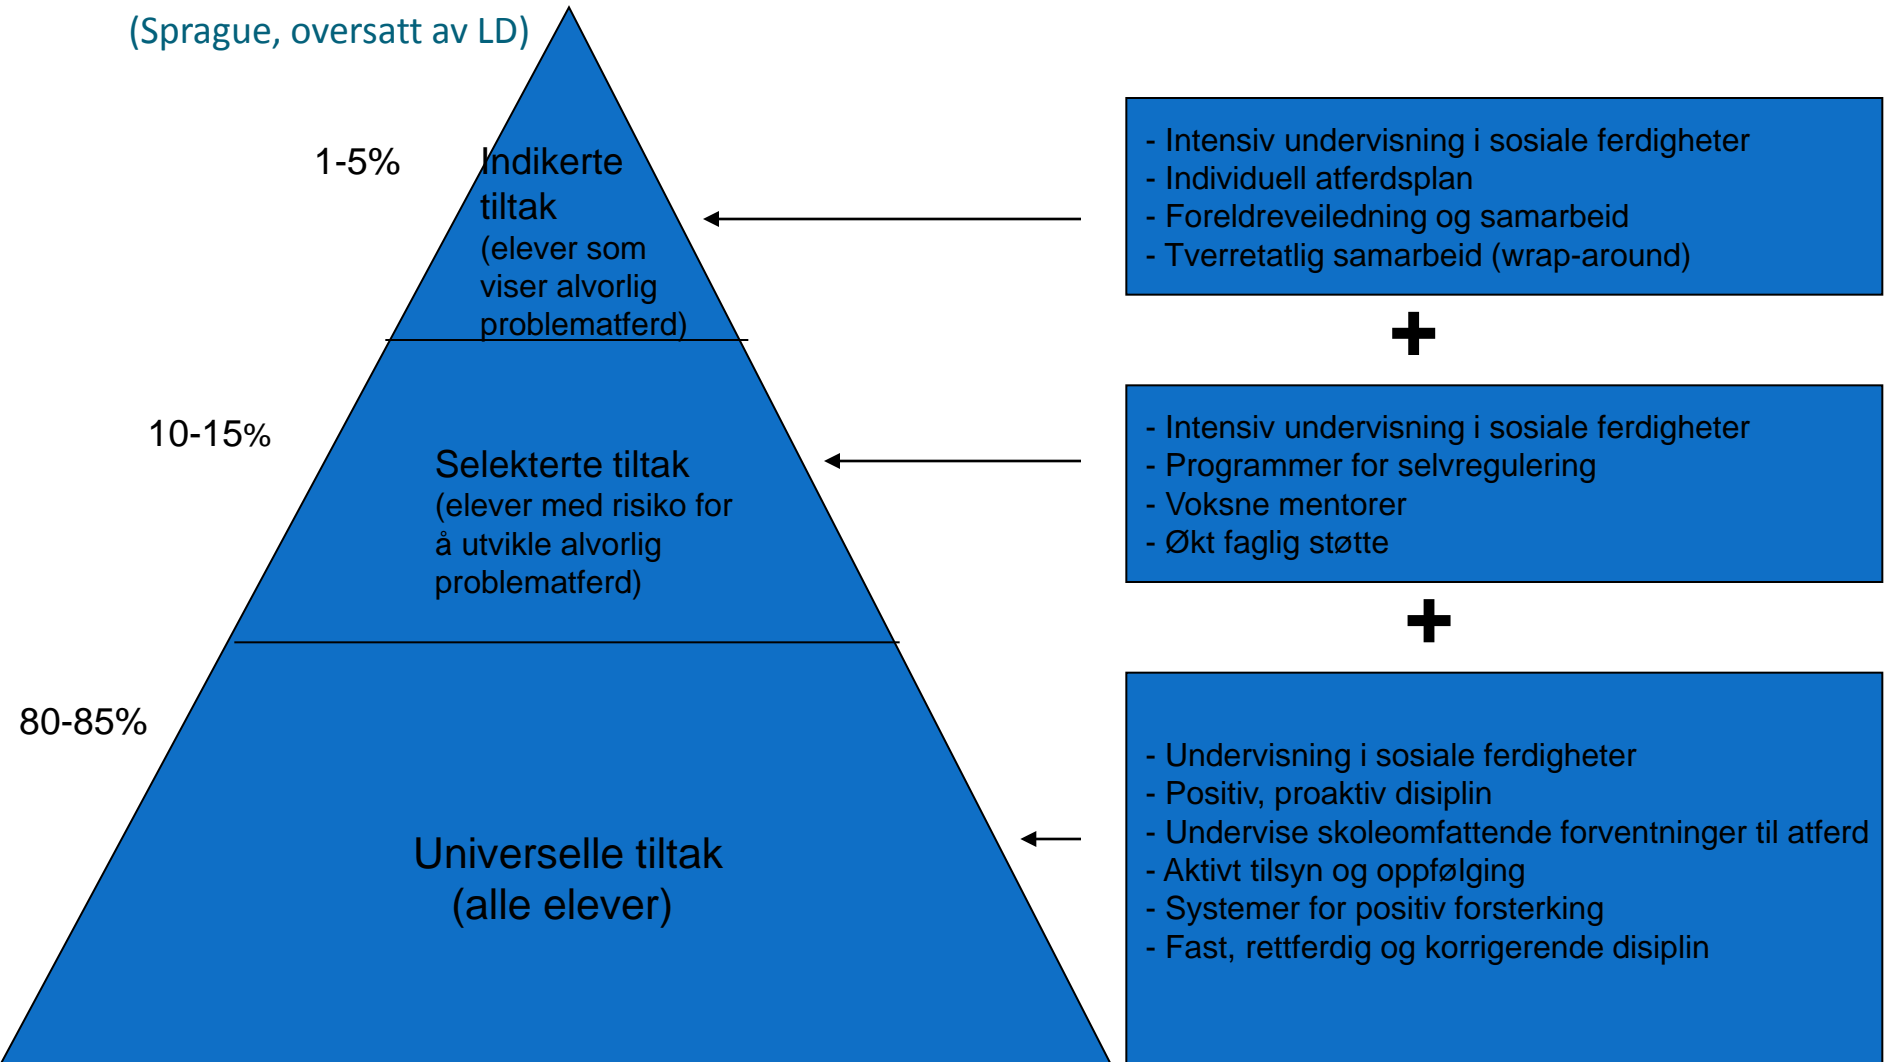 (Sprague, oversatt av LD)
1-5%
Indikerte
tiltak
(elever som
viser alvorlig
problematferd)
- Intensiv undervisning i sosiale ferdigheter
- Individuell atferdsplan
- Foreldreveiledning og samarbeid
- Tverretatlig samarbeid (wrap-around)
+
10-15%
Selekterte tiltak
(elever med risiko for
å utvikle alvorlig
problematferd)
- Intensiv undervisning i sosiale ferdigheter
- Programmer for selvregulering
- Voksne mentorer
- Økt faglig støtte
+
80-85%
Universelle tiltak
(alle elever)
- Undervisning i sosiale ferdigheter
- Positiv, proaktiv disiplin
- Undervise skoleomfattende forventninger til atferd
- Aktivt tilsyn og oppfølging
- Systemer for positiv forsterking
- Fast, rettferdig og korrigerende disiplin